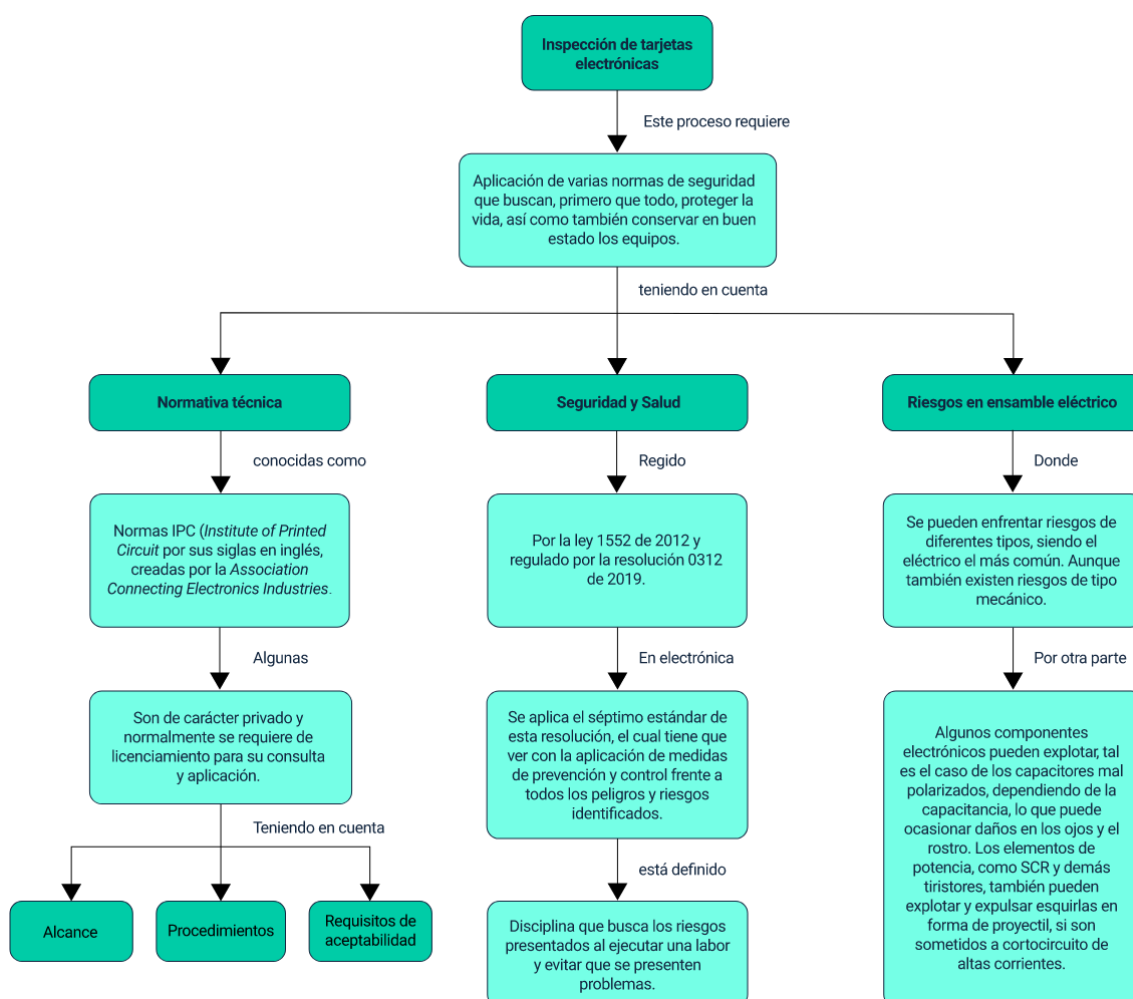 Inspección de tarjetas
electrónicas
Este proceso requiere
Aplicación de varias normas de seguridad
que buscan, primero que todo, proteger la
vida, así como también conservar en buen
estado los equipos.
teniendo en cuenta
Normativa técnica
conocidas como
Normas IPC (Institute of Printed
Circuit por sus siglas en inglés,
creadas por la Association
Connecting Electronics Industries.
Algunas
Son de carácter privado y
normalmente se requiere de
licenciamiento para su consulta
y aplicación.
Teniendo en cuenta
Alcance
Procedimientos
Requisitos de
aceptabilidad
Seguridad y Salud
Regido
Por la ley 1552 de 2012 y
regulado por la resolución 0312
de 2019.
En electrónica
Se aplica el séptimo estándar de
esta resolución, el cual tiene que
ver con la aplicación de medidas
de prevención y control frente a
todos los peligros y riesgos
identificados.
está definido
Disciplina que busca los riesgos
presentados al ejecutar una labor
y evitar que se presenten
problemas.
Riesgos en ensamble eléctrico
Donde
Se pueden enfrentar riesgos de
diferentes tipos, siendo el
eléctrico el más común. Aunque
también existen riesgos de tipo
mecánico.
Por otra parte
Algunos componentes
electrónicos pueden explotar, tal
es el caso de los capacitores mal
polarizados, dependiendo de la
capacitancia, lo que puede
ocasionar daños en los ojos y el
rostro. Los elementos de
potencia, como SCR y demás
tiristores, también pueden
explotar y expulsar esquirlas en
forma de proyectil, si son
sometidos a cortocircuito de
altas corrientes.